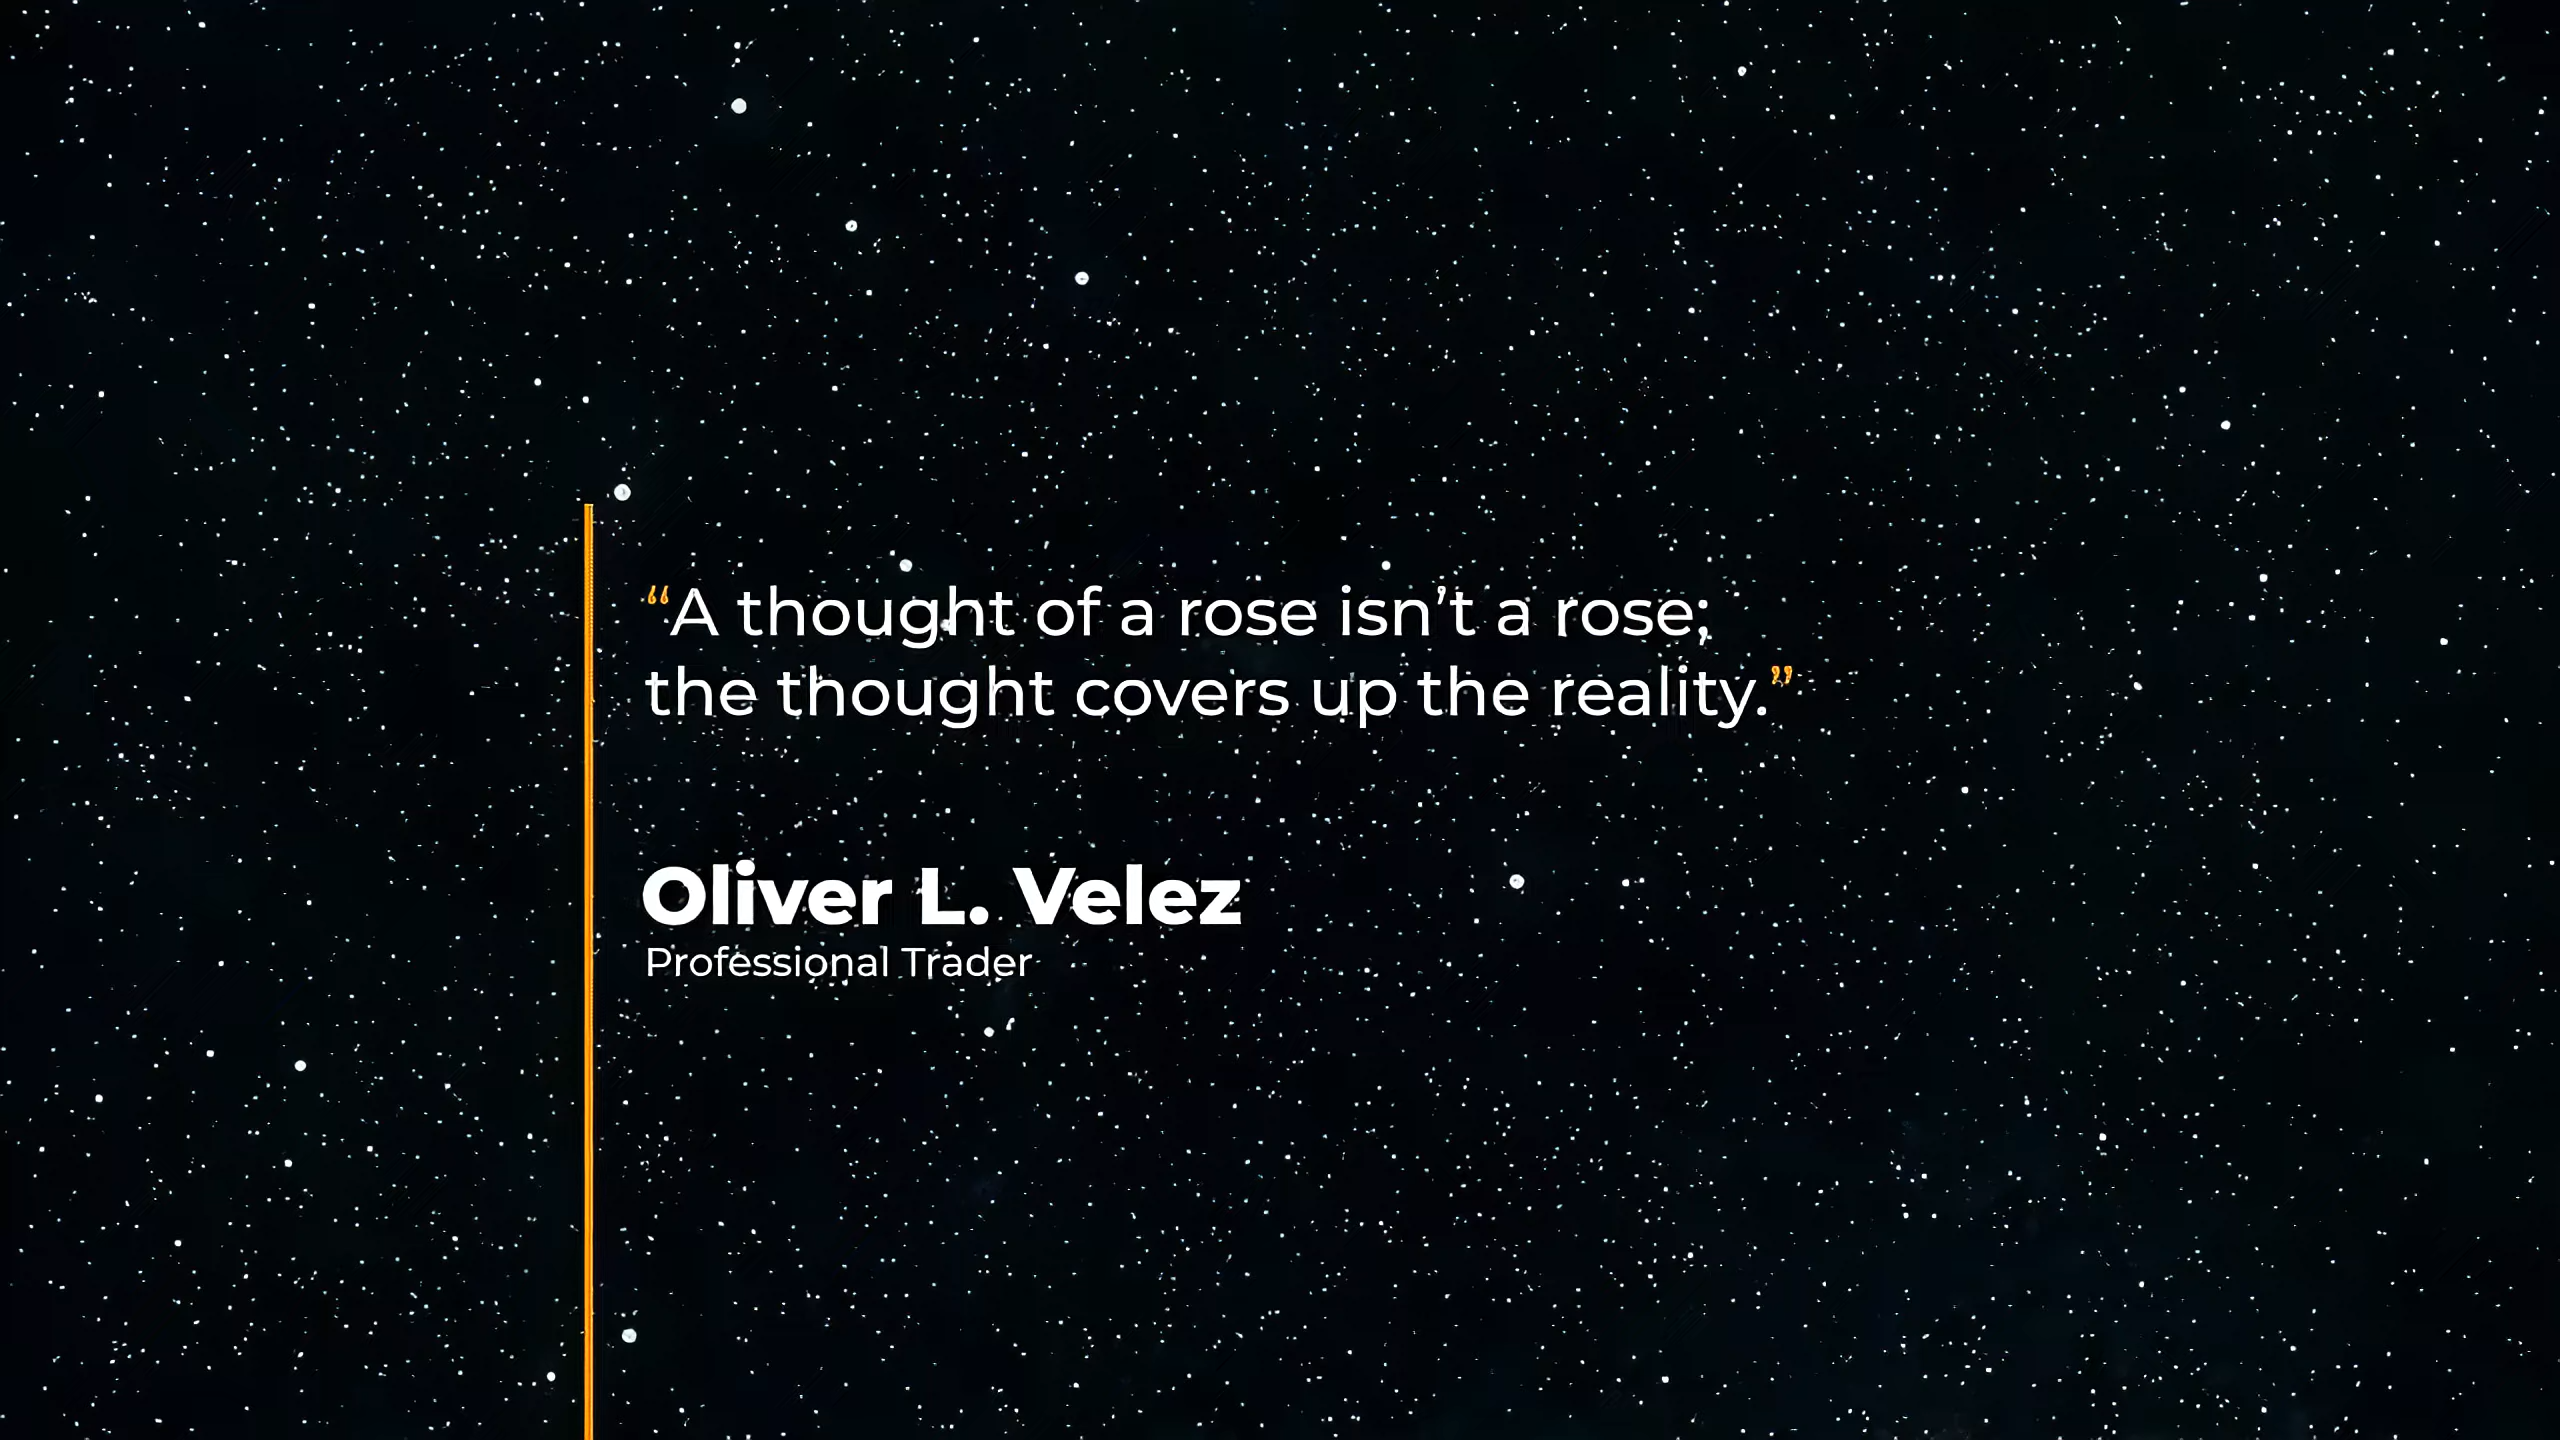 “A thought of a rose isn’t a rose;
the thought covers up the reality.”
Oliver L. Velez
Professional Trader